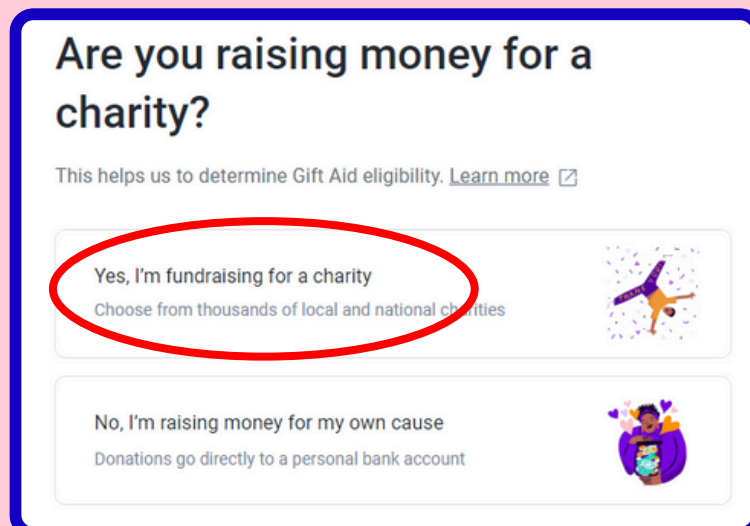 Are you raising money for a
charity?
This helps us to determine Gift Aid eligibility. Learn more
Yes, I'm fundraising for a charity
Choose from thousands of local and national charities
No, I'm raising money for my own cause
Donations go directly to a personal bank account